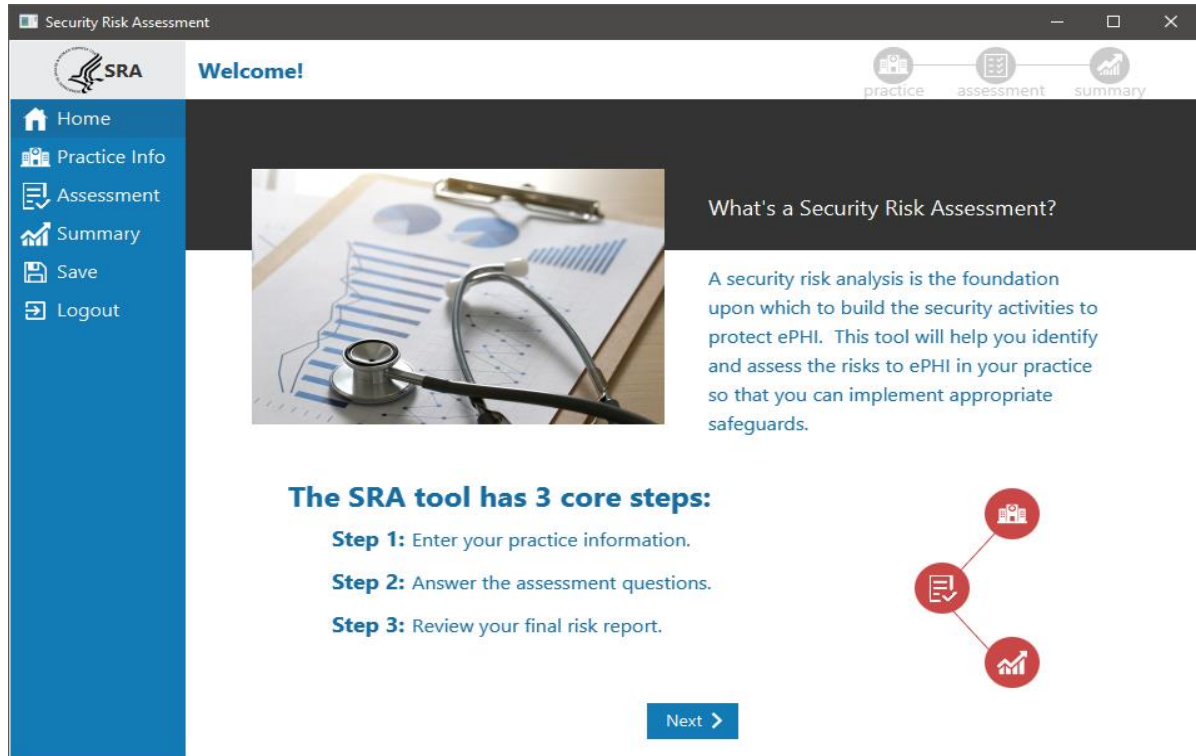 Security Risk Assessment
SRA
Welcome!
practice
assessment
summary
Home
Practice Info
Assessment
Summary
Save
Logout
What's a Security Risk Assessment?
A security risk analysis is the foundation
upon which to build the security activities to
protect ePHI.  This tool will help you identify
and assess the risks to ePHI in your practice
so that you can implement appropriate
safeguards.
The SRA tool has 3 core steps:
Step 1: Enter your practice information.
Step 2: Answer the assessment questions.
Step 3: Review your final risk report.
Next